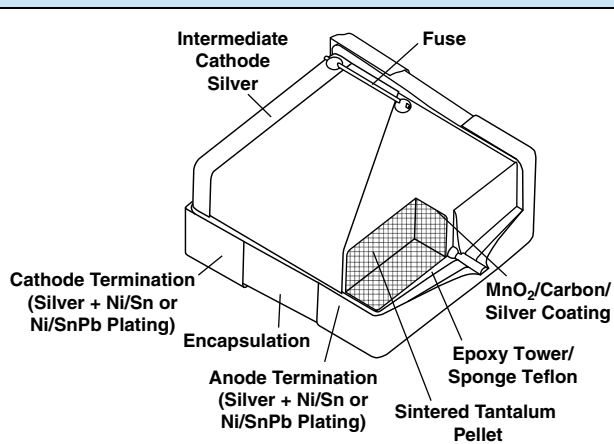 Intermediate
Cathode
Silver
Fuse
Cathode Termination
(Silver + Ni/Sn or
Ni/SnPb Plating)
Encapsulation
Anode Termination
(Silver + Ni/Sn or
Ni/SnPb Plating)
MnO₂/Carbon/
Silver Coating
Epoxy Tower/
Sponge Teflon
Sintered Tantalum
Pellet